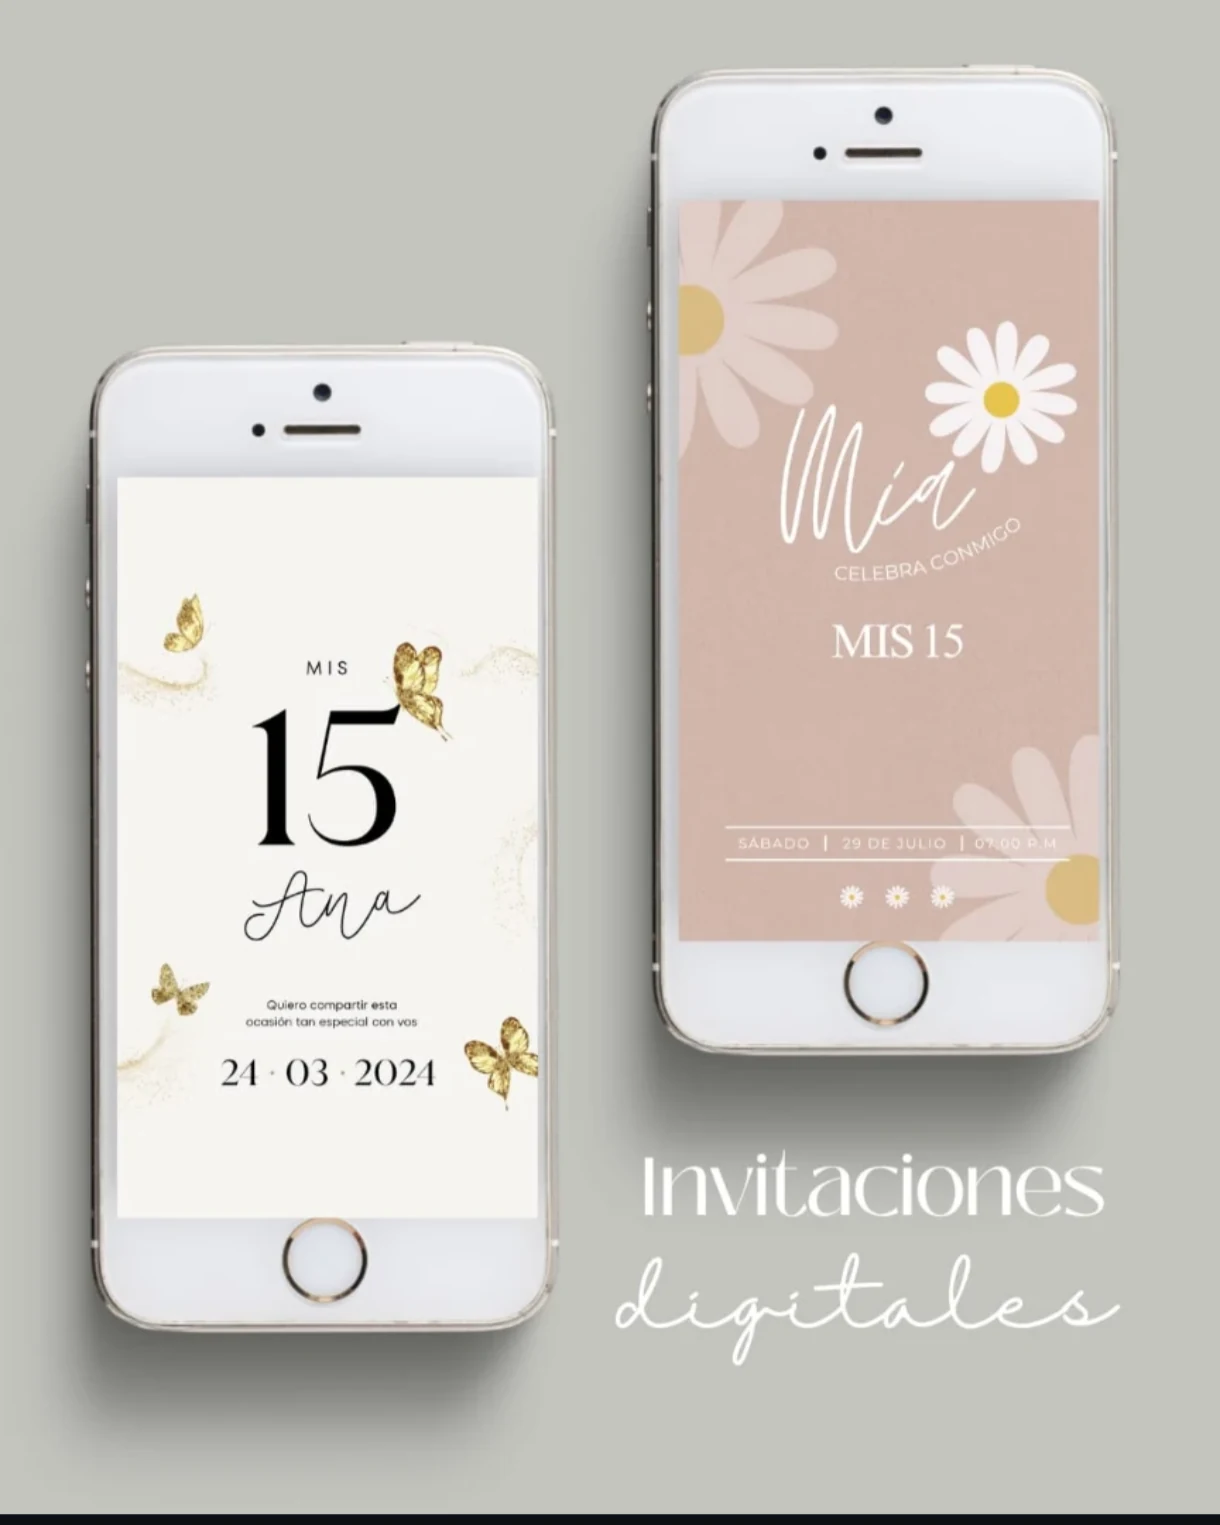 MIS
15
Ana
Quiero compartir esta
ocasión tan especial con vos
24 · 03 · 2024
Mia
CELEBRA CONMIGO
MIS 15
SÁBADO | 29 DE JULIO | 07:00 P.M
Invitaciones
digitales